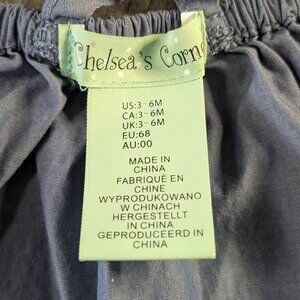 Chelsea's Corn
US:3-6M
CA:3-6M
UK:3-6M
EU:68
AU:00
MADE IN
CHINA
FABRIQUÉ EN
CHINE
WYPRODUKOWANO
W CHINACH
HERGESTELLT
IN CHINA
GEPRODUCEERD IN
CHINA